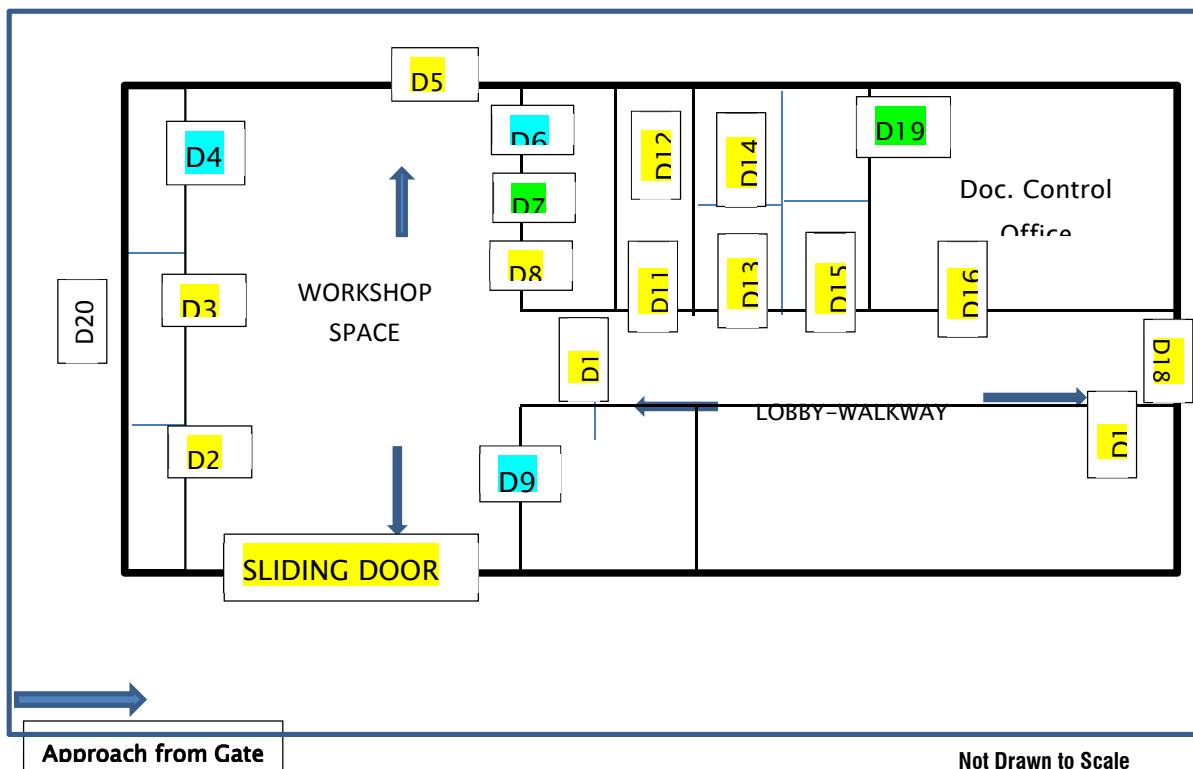 D5
D4
D6
D12
D14
D19
D7
Doc. Control
Office
D20
D3
WORKSHOP
SPACE
D8
D11
D13
D15
D16
D1
D18
LOBBY-WALKWAY
D2
D9
D1
SLIDING DOOR
Approach from Gate
Not Drawn to Scale